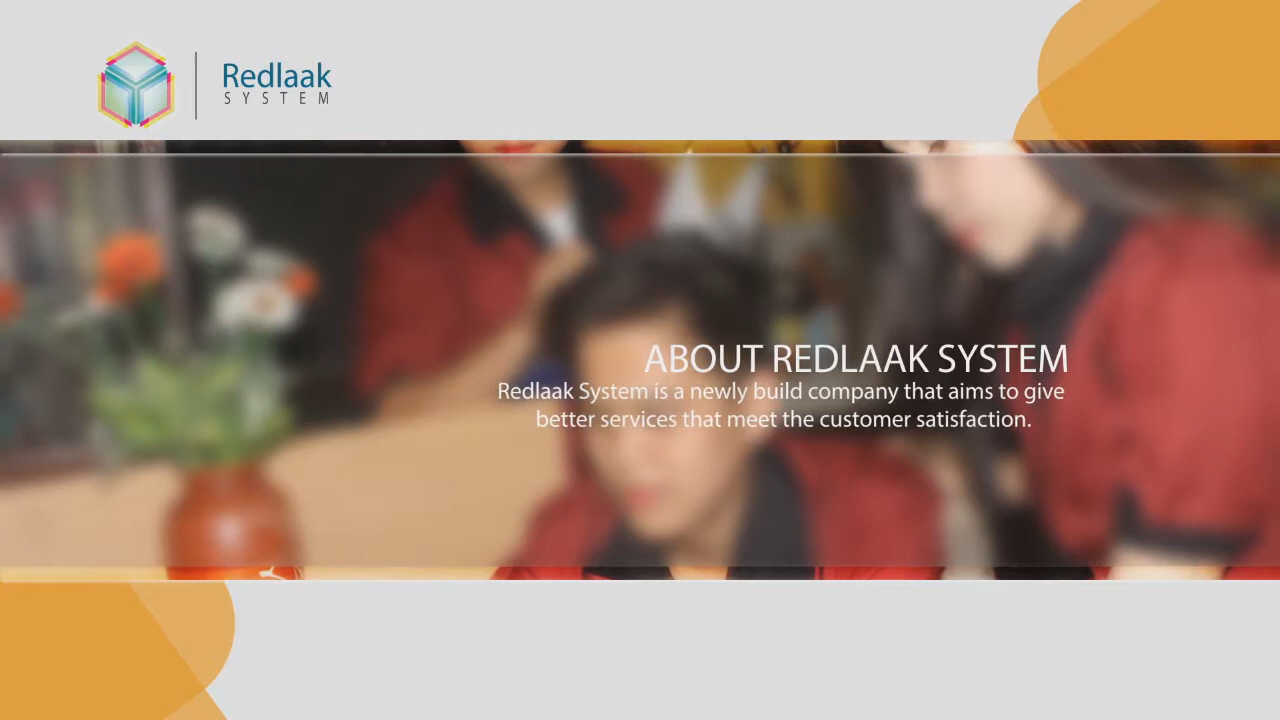 Redlaak
SYSTEM
ABOUT REDLAAK SYSTEM
Redlaak System is a newly build company that aims to give
better services that meet the customer satisfaction.